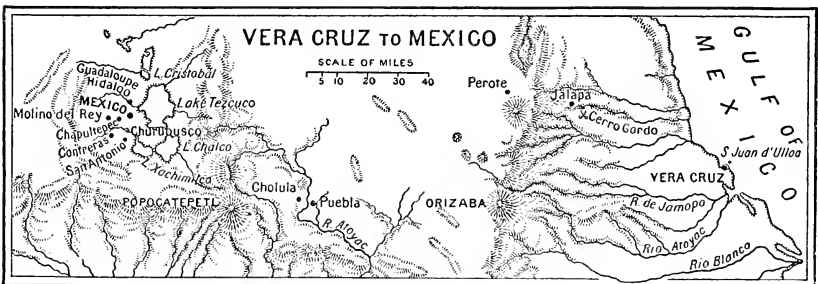 VERA CRUZ TO MEXICO
SCALE OF MILES
5 10 20 30 40
GULF OF
MEXICO
Guadaloupe
Hidalgo
L. Cristobal
MEXICO
Lake Tezcuco
Molino del Rey
Chapultepec
Churubusco
Contreras
San Antonio
L. Chalco
L. Xochimilco
POPOCATEPETL
Cholula
Puebla
R. Atoyac
ORIZABA
Perote
Jalapa
x Cerro Gordo
S Juan d'Ulloa
VERA CRUZ
R. de Jamopa
Rio Atoyac
Rio Blanco